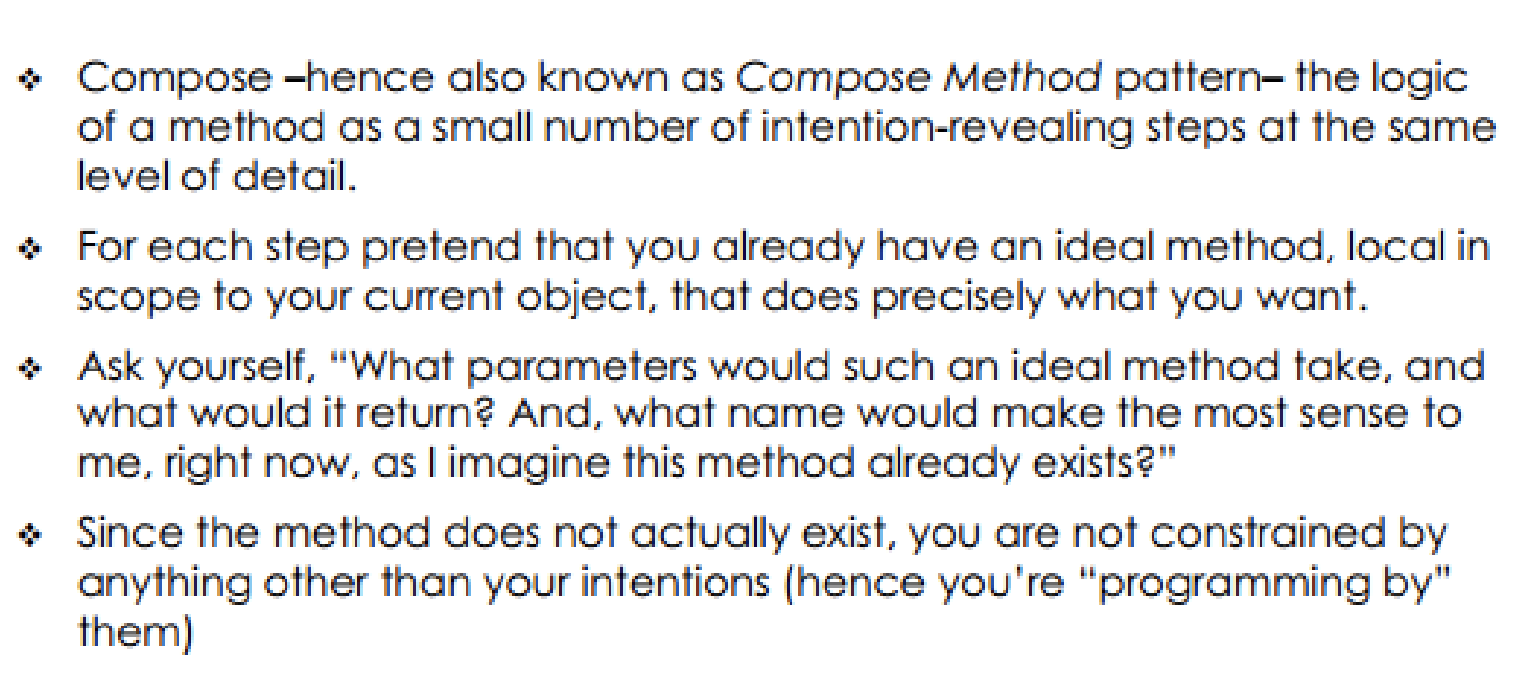 ❖ Compose –hence also known as Compose Method pattern– the logic
of a method as a small number of intention-revealing steps at the same
level of detail.
❖ For each step pretend that you already have an ideal method, local in
scope to your current object, that does precisely what you want.
❖ Ask yourself, “What parameters would such an ideal method take, and
what would it return? And, what name would make the most sense to
me, right now, as I imagine this method already exists?”
❖ Since the method does not actually exist, you are not constrained by
anything other than your intentions (hence you’re “programming by”
them)